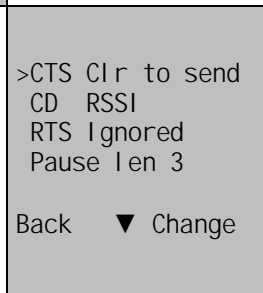 >CTS Clr to send
CD RSSI
RTS Ignored
Pause len 3
Back ▼ Change